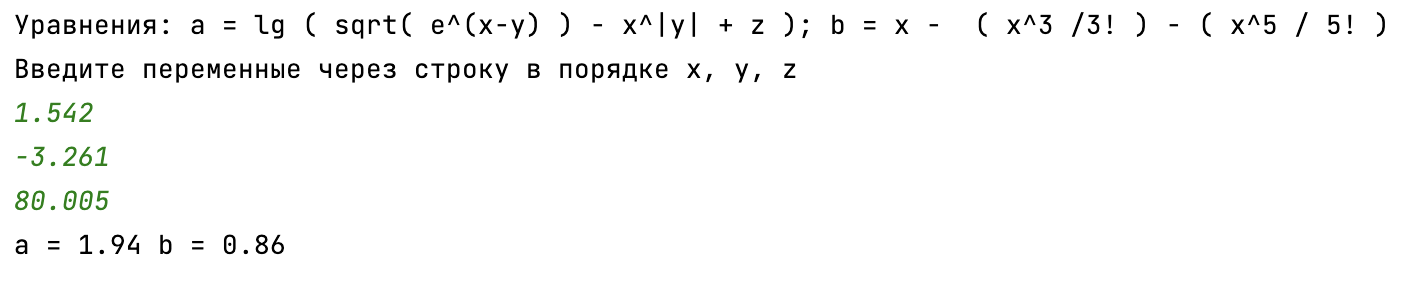 Уравнения: a = lg ( sqrt( e^(x-y) ) - x^|y| + z ); b = x -  ( x^3 /3! ) - ( x^5 / 5! )
Введите переменные через строку в порядке x, y, z
1.542
-3.261
80.005
a = 1.94 b = 0.86